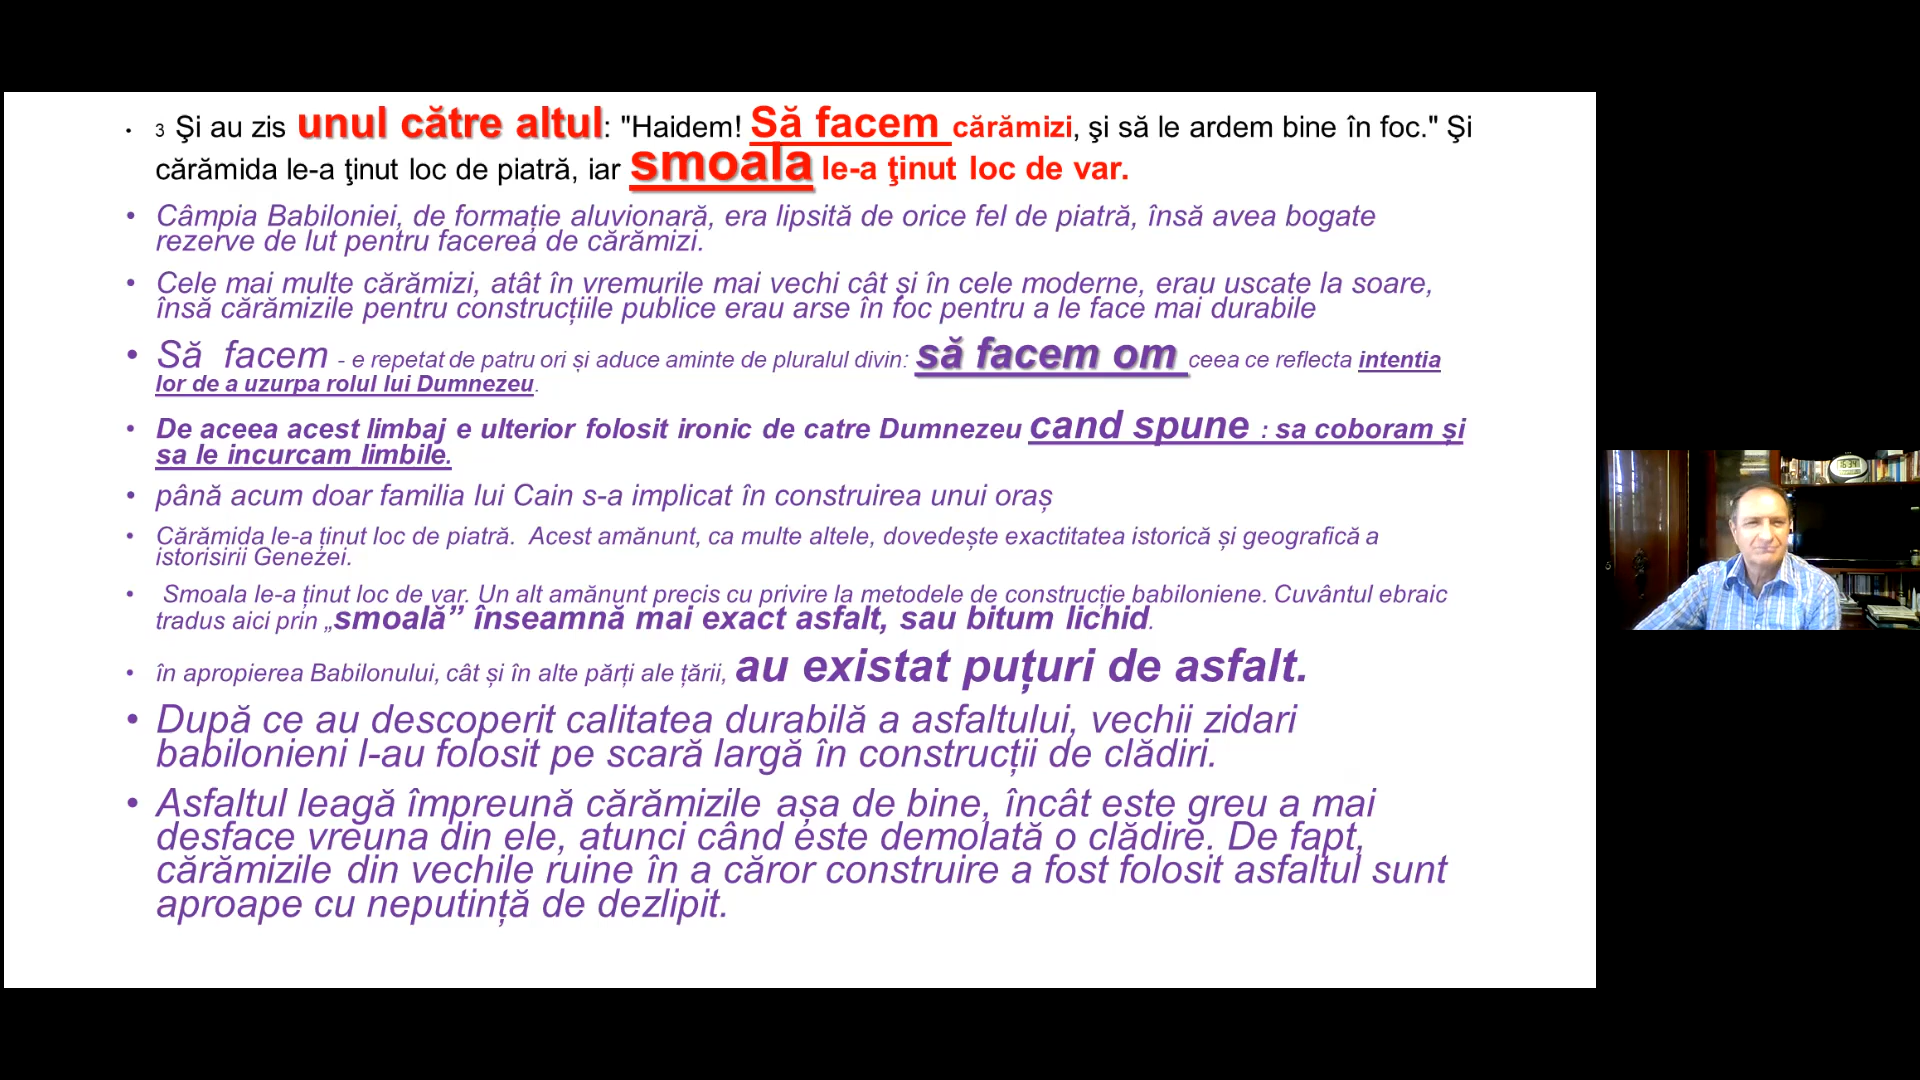 • 3 Şi au zis unul către altul: "Haidem! Să facem cărămizi, şi să le ardem bine în foc." Şi
cărămida le-a ţinut loc de piatră, iar smoala le-a ţinut loc de var.
• Câmpia Babiloniei, de formație aluvionară, era lipsită de orice fel de piatră, însă avea bogate
rezerve de lut pentru facerea de cărămizi.
• Cele mai multe cărămizi, atât în vremurile mai vechi cât și în cele moderne, erau uscate la soare,
însă cărămizile pentru construcțiile publice erau arse în foc pentru a le face mai durabile
• Să facem - e repetat de patru ori și aduce aminte de pluralul divin: să facem om ceea ce reflecta intentia
lor de a uzurpa rolul lui Dumnezeu.
• De aceea acest limbaj e ulterior folosit ironic de catre Dumnezeu cand spune : sa coboram și
sa le incurcam limbile.
• până acum doar familia lui Cain s-a implicat în construirea unui oraș
• Cărămida le-a ținut loc de piatră. Acest amănunt, ca multe altele, dovedește exactitatea istorică și geografică a
istorisirii Genezei.
• Smoala le-a ținut loc de var. Un alt amănunt precis cu privire la metodele de construcție babiloniene. Cuvântul ebraic
tradus aici prin „smoală” înseamnă mai exact asfalt, sau bitum lichid.
• în apropierea Babilonului, cât și în alte părți ale țării, au existat puțuri de asfalt.
• După ce au descoperit calitatea durabilă a asfaltului, vechii zidari
babilonieni l-au folosit pe scară largă în construcții de clădiri.
• Asfaltul leagă împreună cărămizile așa de bine, încât este greu a mai
desface vreuna din ele, atunci când este demolată o clădire. De fapt,
cărămizile din vechile ruine în a căror construire a fost folosit asfaltul sunt
aproape cu neputință de dezlipit.